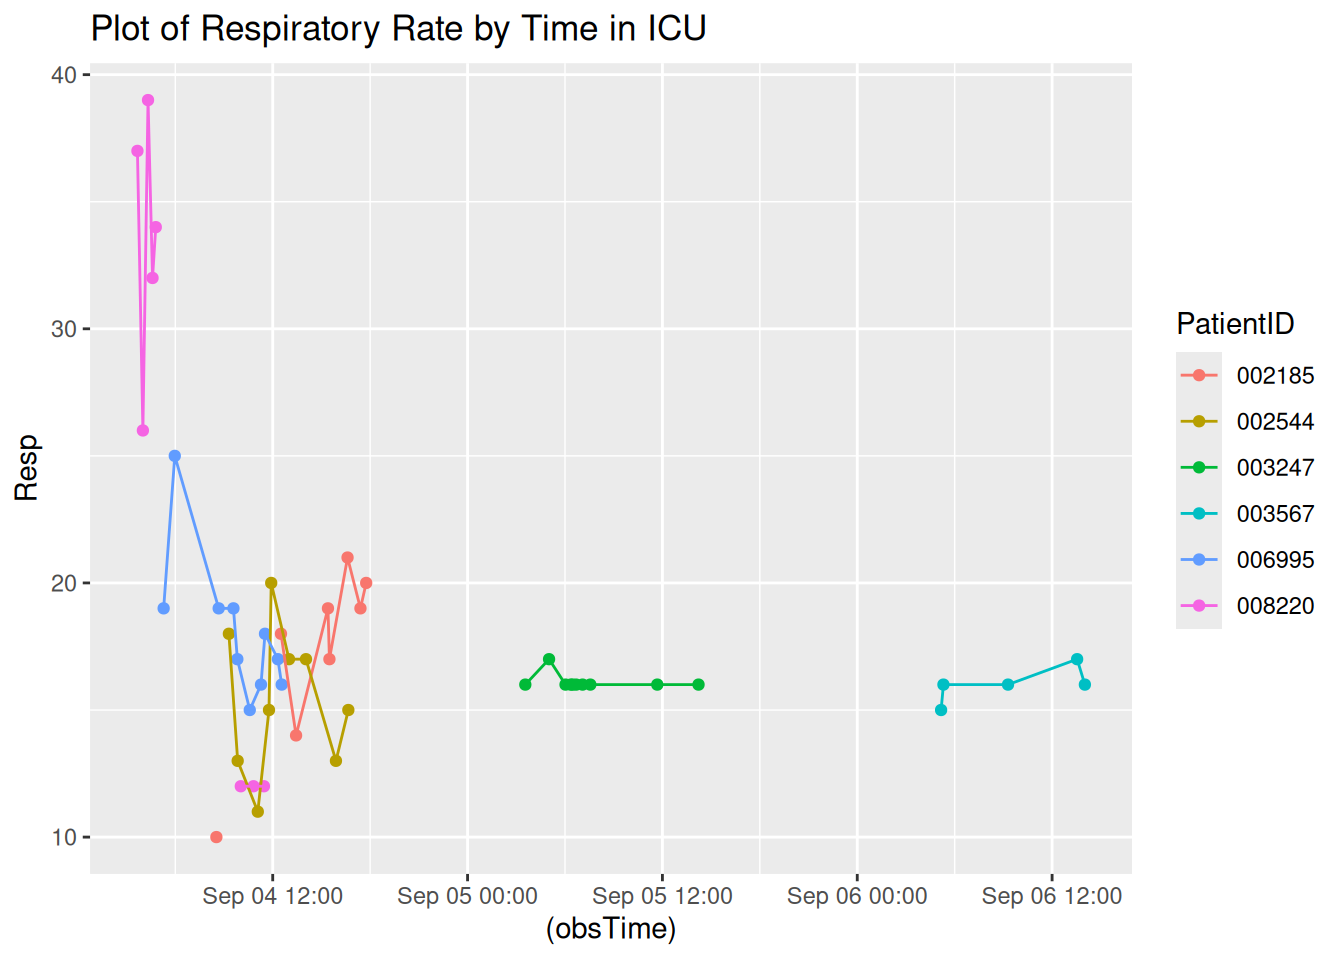 Plot of Respiratory Rate by Time in ICU
40
30
20
10
Resp
Sep 04 12:00
Sep 05 00:00
Sep 05 12:00
Sep 06 00:00
Sep 06 12:00
(obsTime)
PatientID
002185
002544
003247
003567
006995
008220